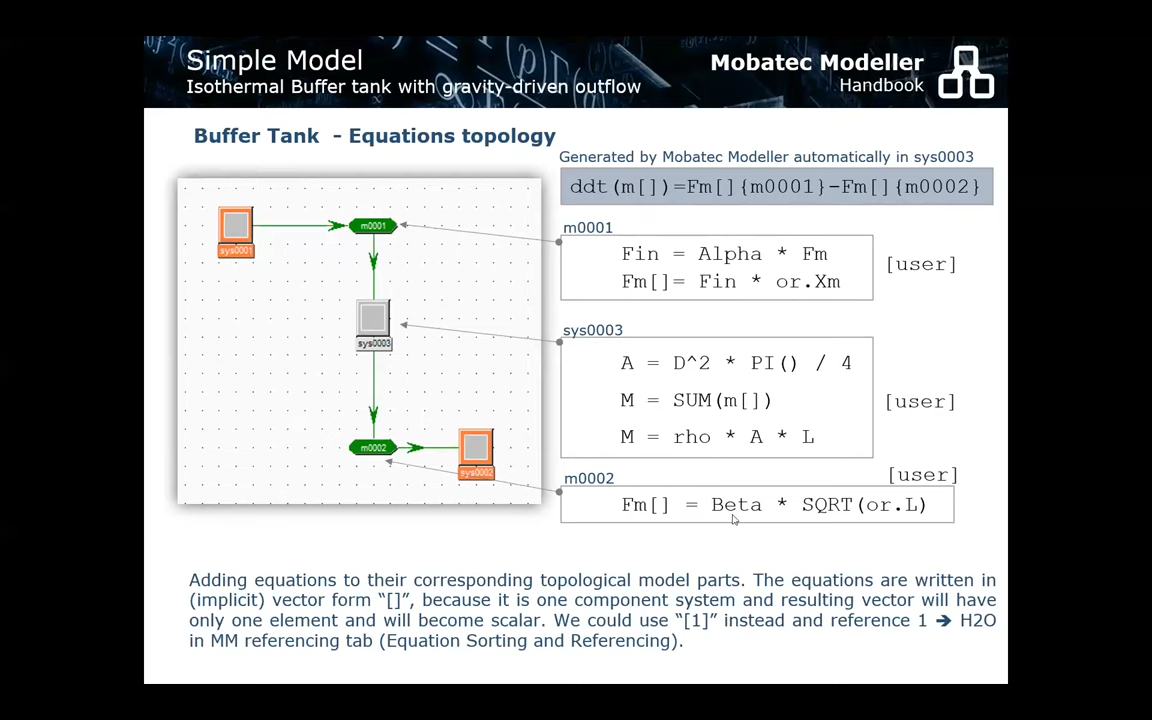 Simple Model
Isothermal Buffer tank with gravity-driven outflow
Mobatec Modeller
Handbook
Buffer Tank - Equations topology
Generated by Mobatec Modeller automatically in sys0003
ddt(m[])=Fm[]{m0001}-Fm[]{m0002}
m0001
Fin = Alpha * Fm
Fm[]= Fin * or.Xm
[user]
sys0003
A = D^2 * PI() / 4
M = SUM(m[])
M = rho * A * L
[user]
m0002
[user]
Fm[] = Beta * SQRT(or.L)
sys0001
m0001
sys0003
m0002
sys0002
Adding equations to their corresponding topological model parts. The equations are written in
(implicit) vector form “[]”, because it is one component system and resulting vector will have
only one element and will become scalar. We could use “[1]” instead and reference 1 ➔ H2O
in MM referencing tab (Equation Sorting and Referencing).